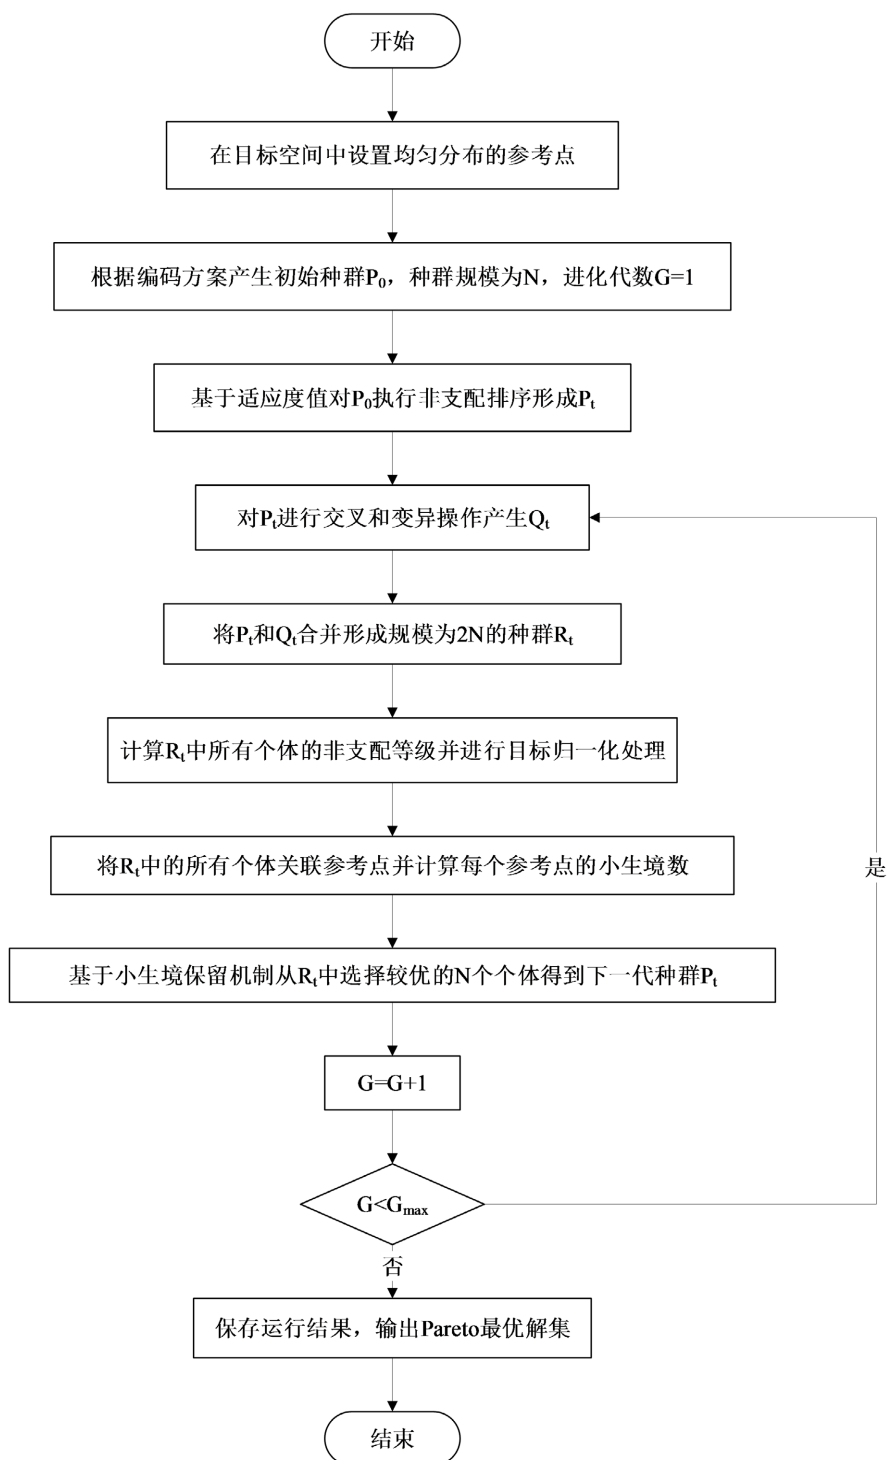 开始
在目标空间中设置均匀分布的参考点
根据编码方案产生初始种群P₀，种群规模为N，进化代数G=1
基于适应度值对P₀执行非支配排序形成Pₜ
对Pₜ进行交叉和变异操作产生Qₜ
将Pₜ和Qₜ合并形成规模为2N的种群Rₜ
计算Rₜ中所有个体的非支配等级并进行目标归一化处理
将Rₜ中的所有个体关联参考点并计算每个参考点的小生境数
是
基于小生境保留机制从Rₜ中选择较优的N个个体得到下一代种群Pₜ
G=G+1
G<Gmax
否
保存运行结果，输出Pareto最优解集
结束